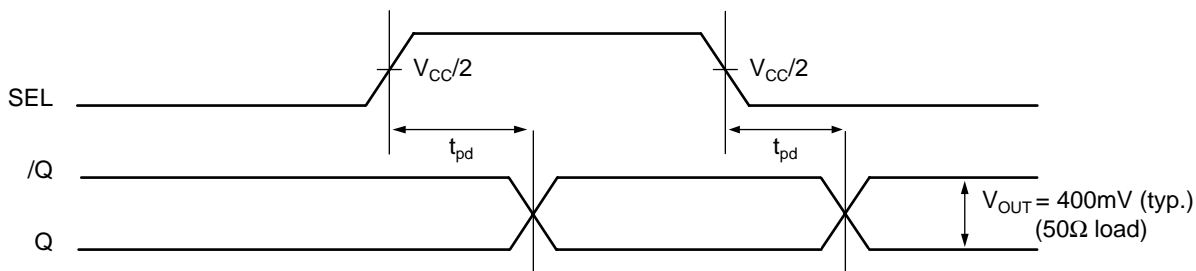 V_CC/2
V_CC/2
SEL
t_pd
t_pd
/Q
V_OUT = 400mV (typ.)
(50Ω load)
Q